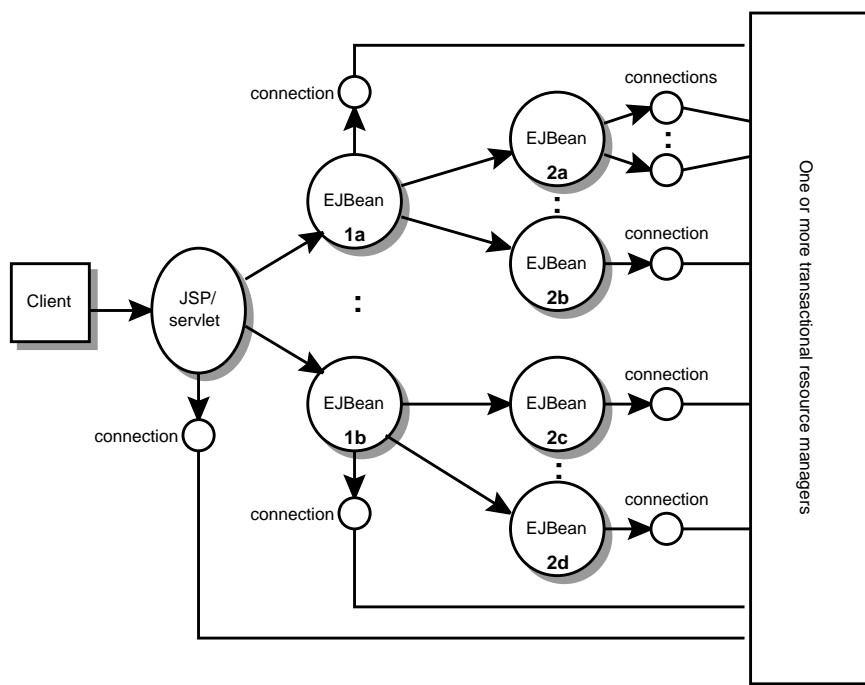 Client
JSP/
servlet
connection
connection
EJBean
1a
EJBean
1b
connection
EJBean
2a
EJBean
2b
EJBean
2c
EJBean
2d
connections
connection
connection
connection
One or more transactional resource managers